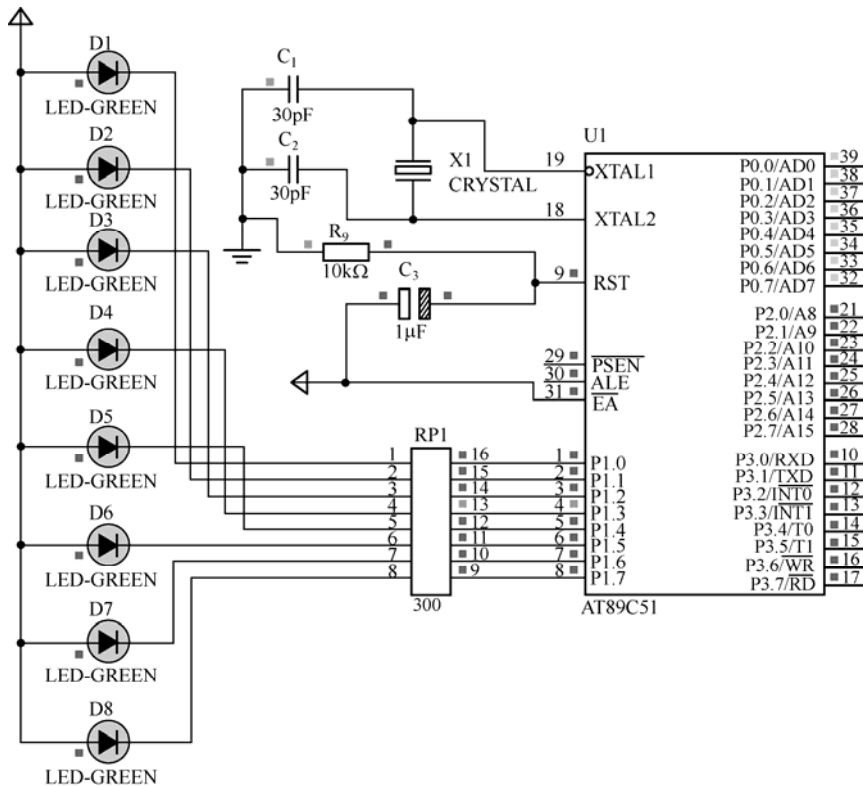 D1
LED-GREEN
D2
LED-GREEN
D3
LED-GREEN
D4
LED-GREEN
D5
LED-GREEN
D6
LED-GREEN
D7
LED-GREEN
D8
LED-GREEN
C1
30pF
C2
30pF
X1
CRYSTAL
R9
10kΩ
C3
1μF
RP1
1 16
2 15
3 14
4 13
5 12
6 11
7 10
8 9
300
U1
19 XTAL1
18 XTAL2
9 RST
29 PSEN
30 ALE
31 EA
1 P1.0
2 P1.1
3 P1.2
4 P1.3
5 P1.4
6 P1.5
7 P1.6
8 P1.7
P0.0/AD0 39
P0.1/AD1 38
P0.2/AD2 37
P0.3/AD3 36
P0.4/AD4 35
P0.5/AD5 34
P0.6/AD6 33
P0.7/AD7 32
P2.0/A8 21
P2.1/A9 22
P2.2/A10 23
P2.3/A11 24
P2.4/A12 25
P2.5/A13 26
P2.6/A14 27
P2.7/A15 28
P3.0/RXD 10
P3.1/TXD 11
P3.2/INT0 12
P3.3/INT1 13
P3.4/T0 14
P3.5/T1 15
P3.6/WR 16
P3.7/RD 17
AT89C51